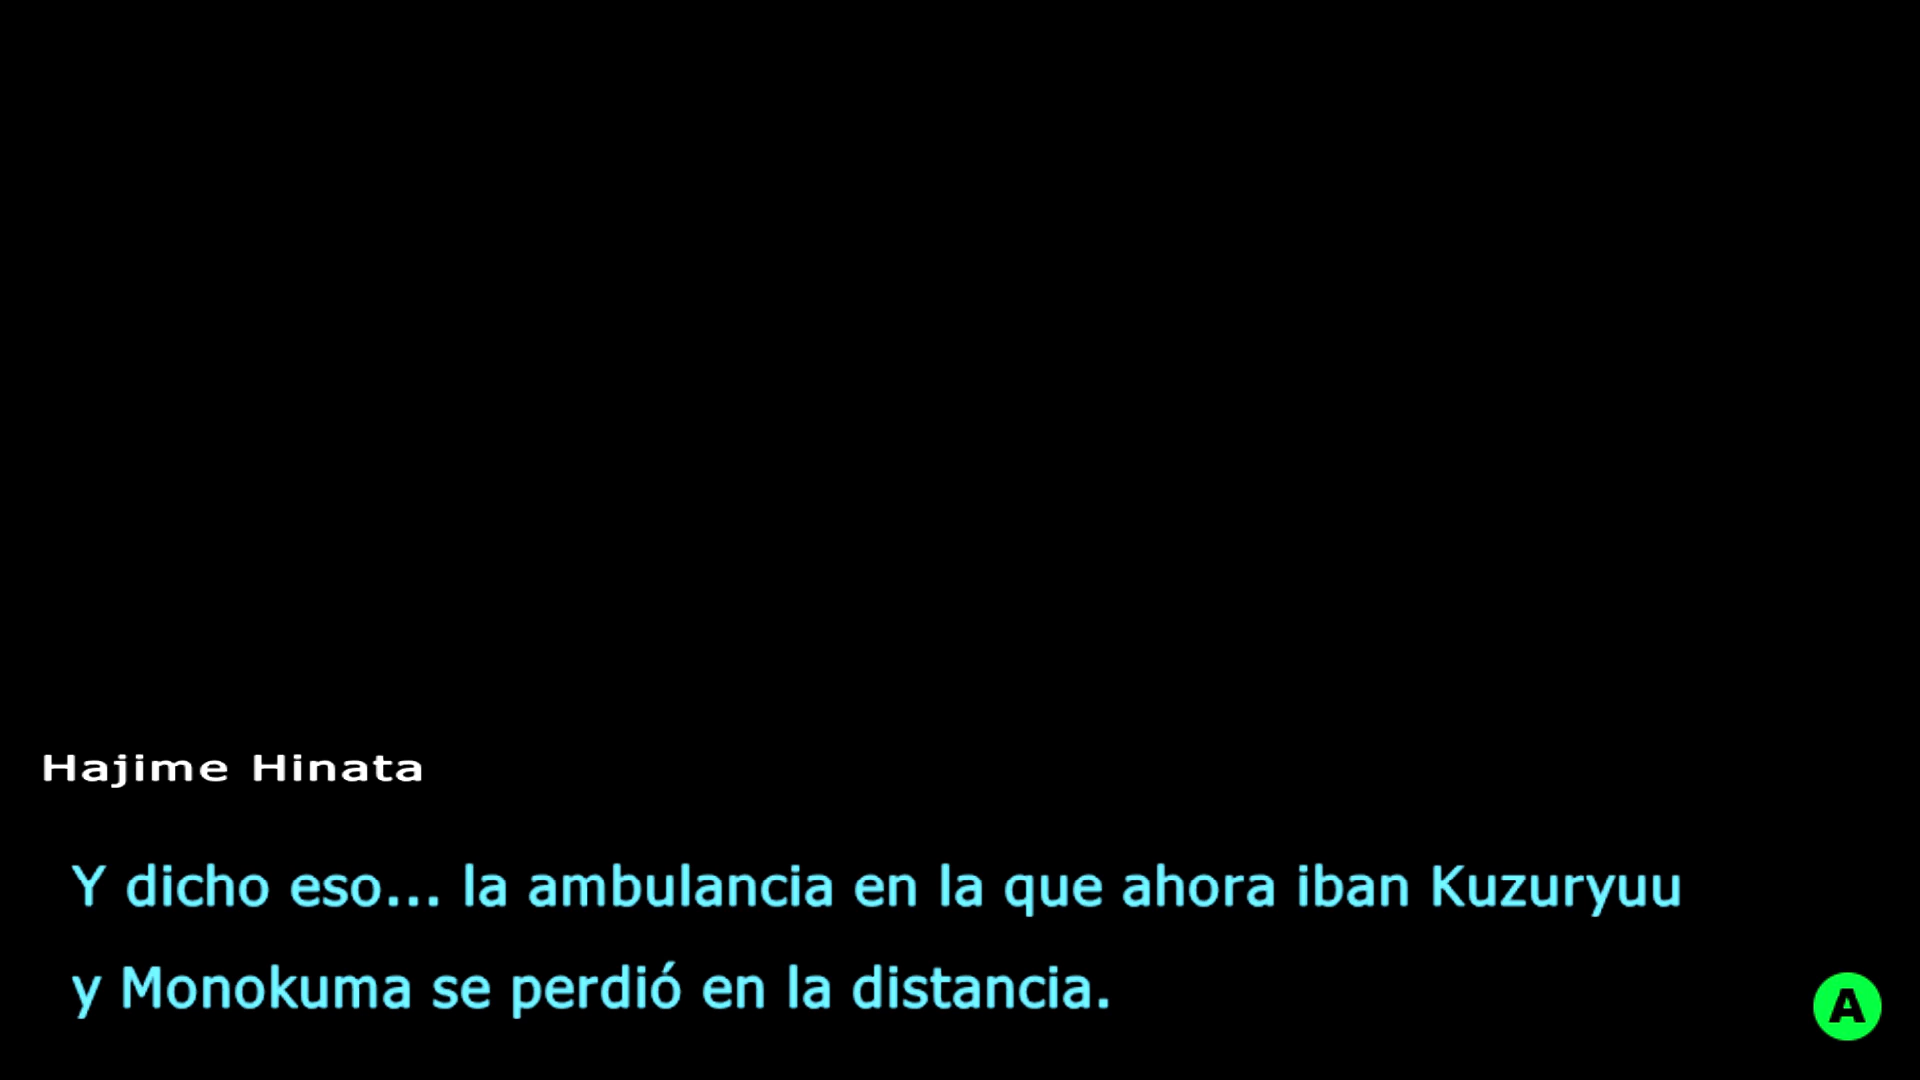 Hajime Hinata
Y dicho eso... la ambulancia en la que ahora iban Kuzuryuu
y Monokuma se perdió en la distancia.
A